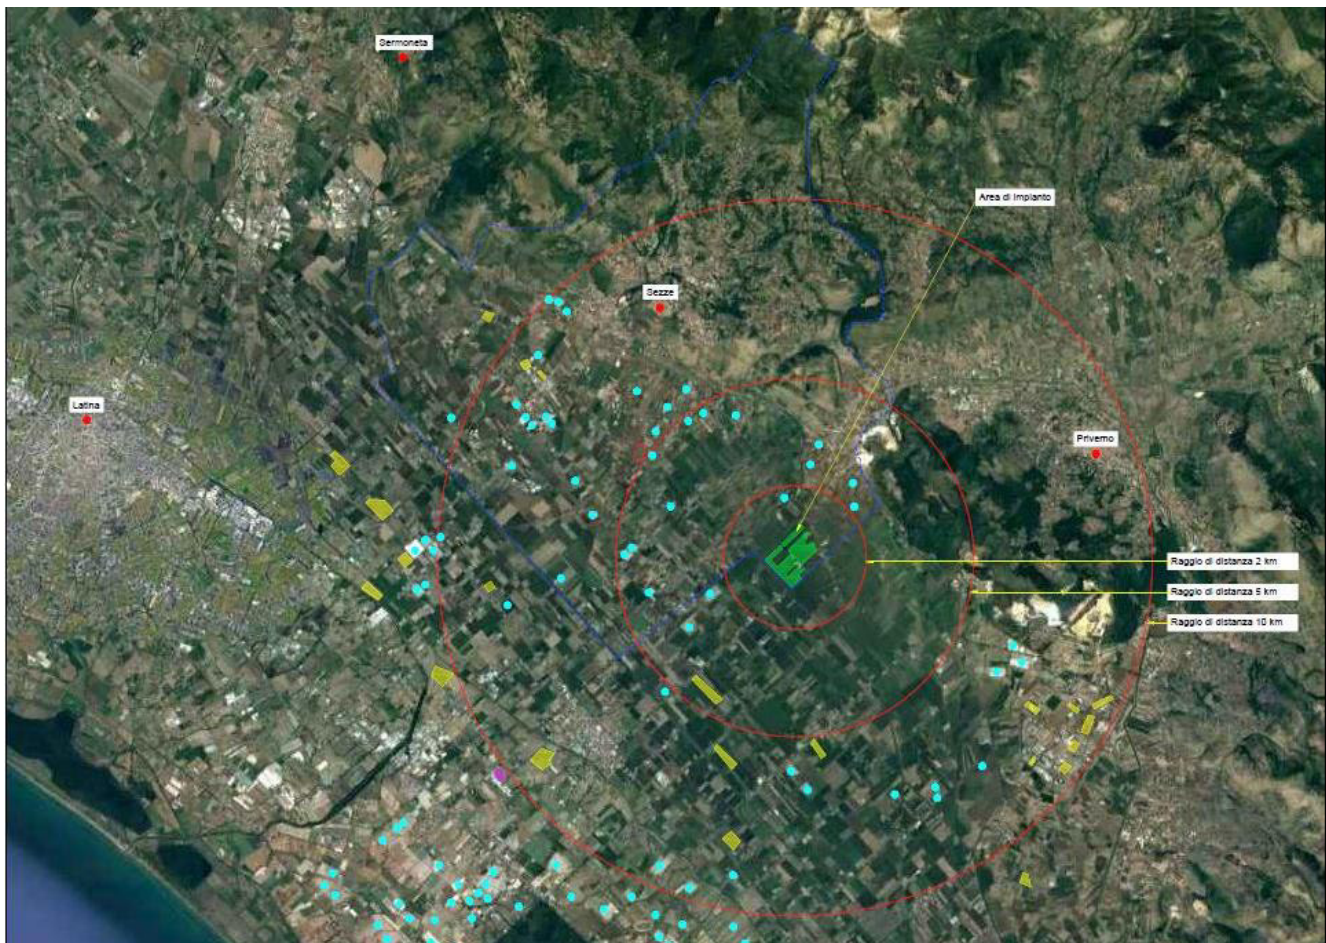 Sermoneta
Area di Impianto
Sezze
Latina
Priverno
Raggio di distanza 2 km
Raggio di distanza 5 km
Raggio di distanza 10 km